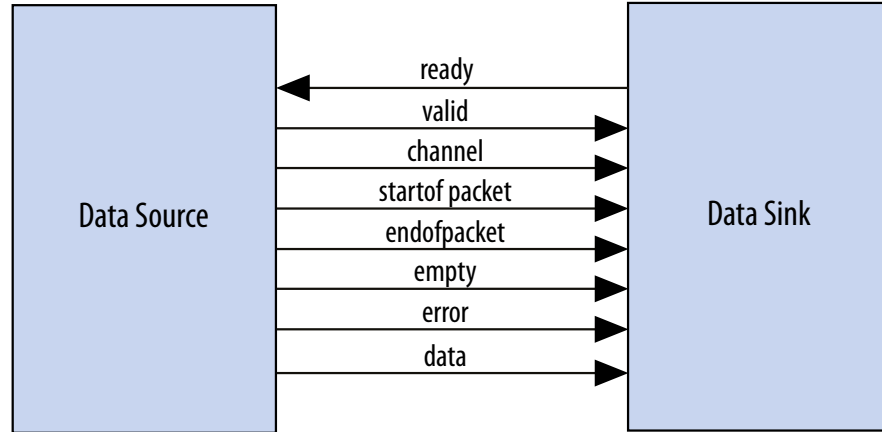 ready
valid
channel
startof packet
Data Source
Data Sink
endofpacket
empty
error
data